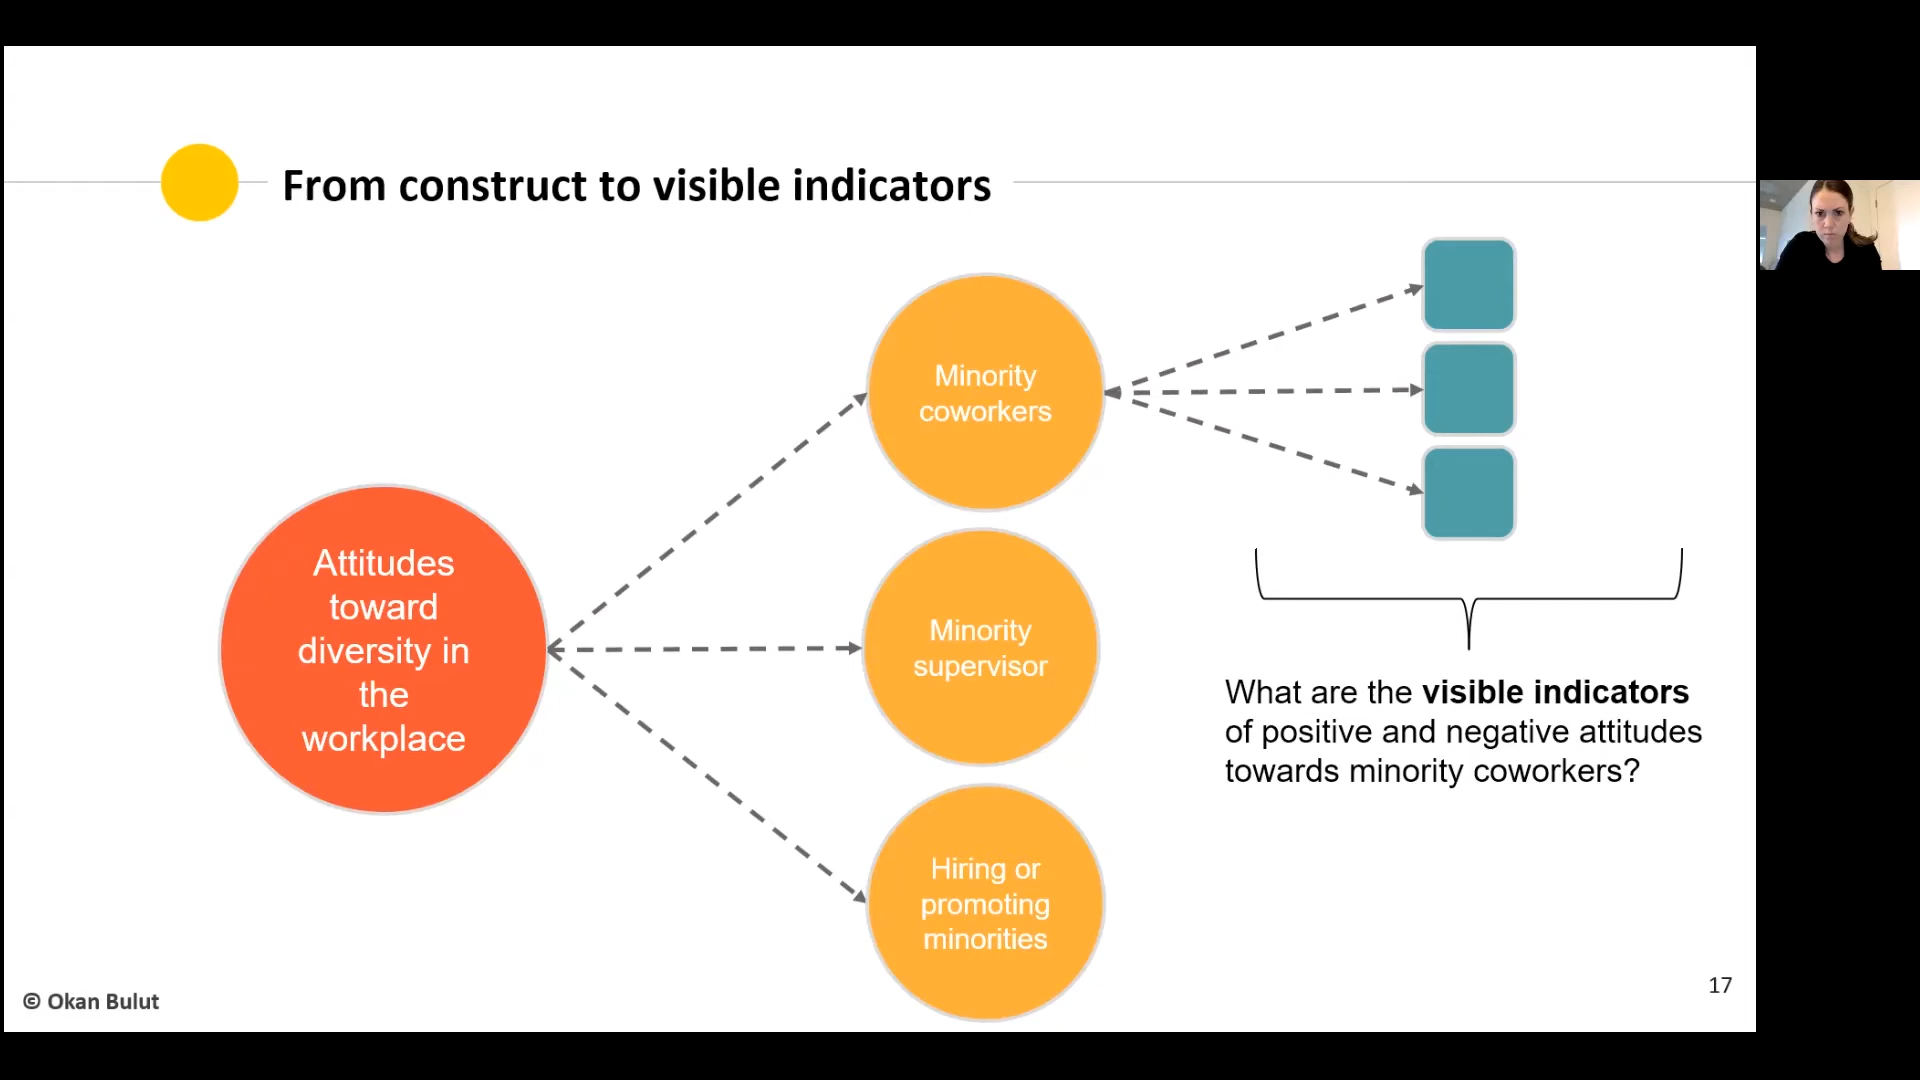 From construct to visible indicators
Minority
coworkers
Attitudes
toward
diversity in
the
workplace
Minority
supervisor
What are the visible indicators
of positive and negative attitudes
towards minority coworkers?
Hiring or
promoting
minorities
17
© Okan Bulut